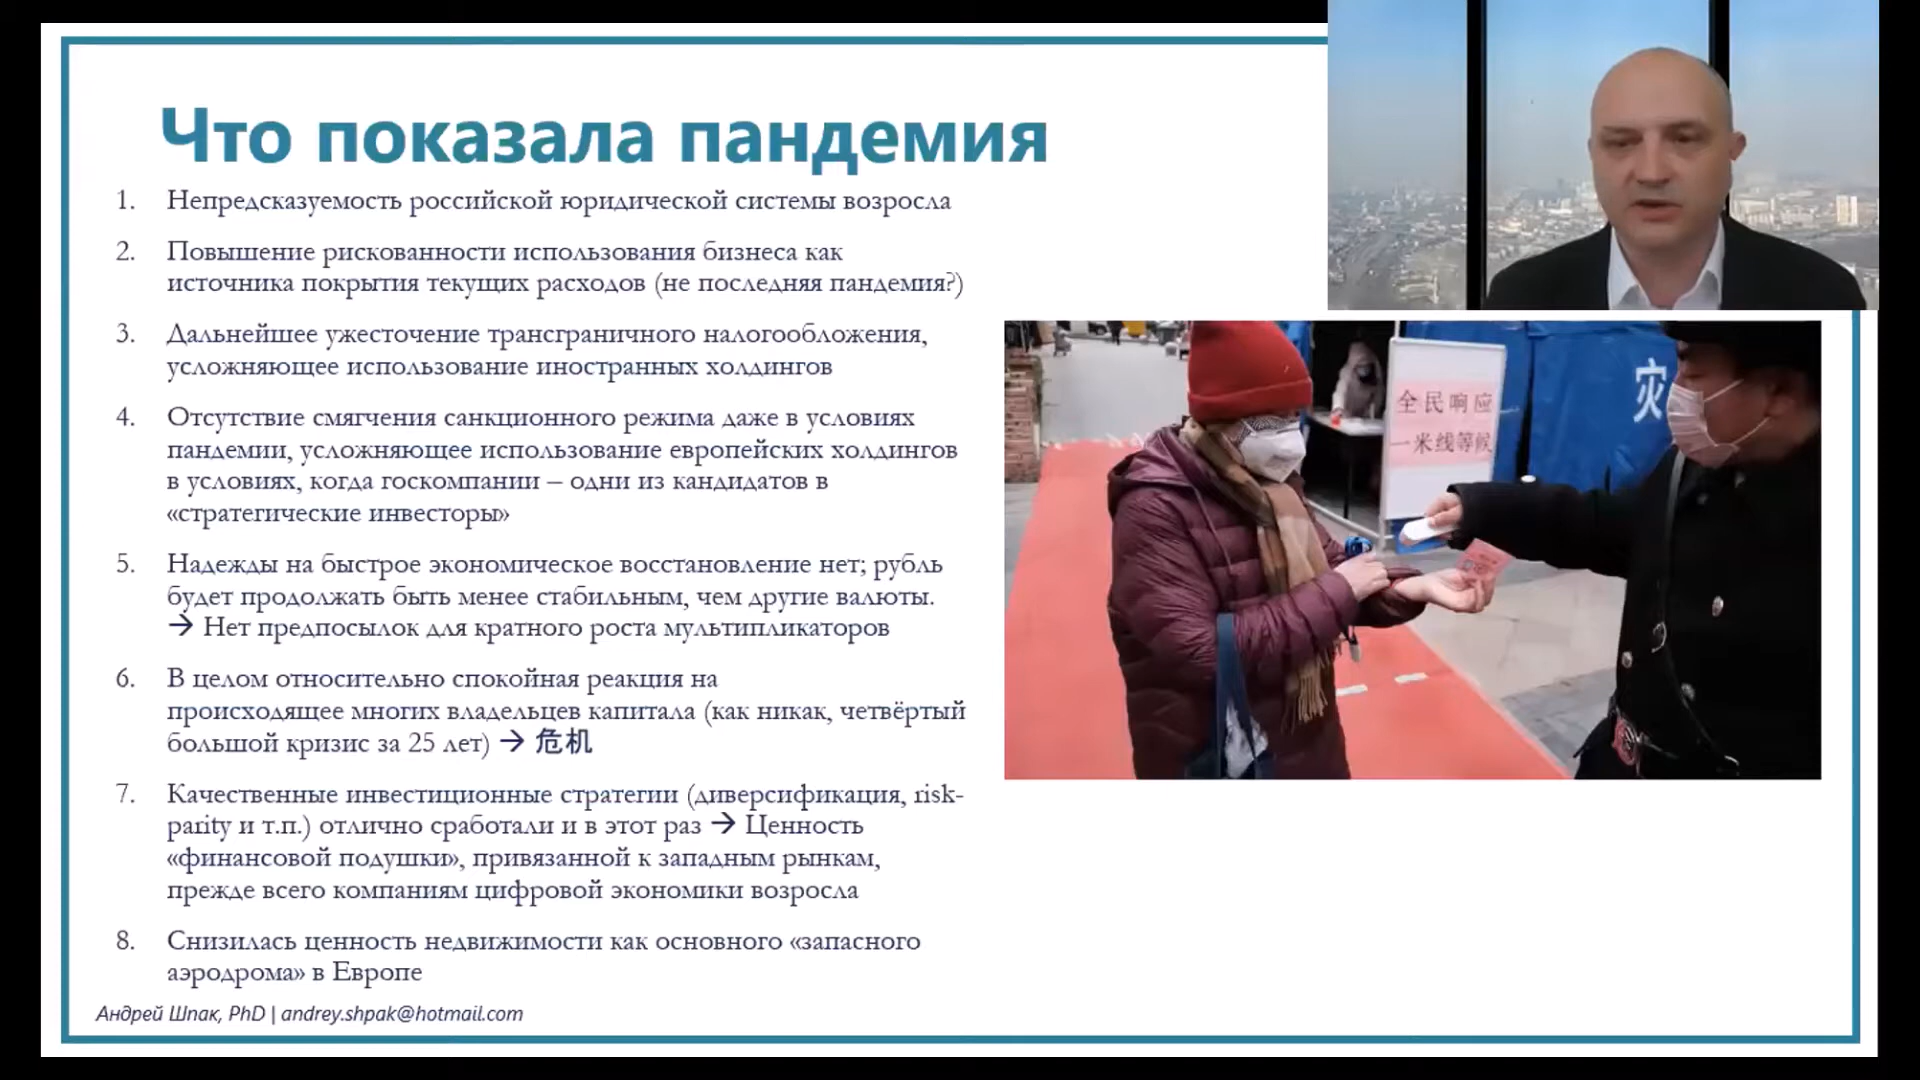 Что показала пандемия
1. Непредсказуемость российской юридической системы возросла
2. Повышение рискованности использования бизнеса как
источника покрытия текущих расходов (не последняя пандемия?)
3. Дальнейшее ужесточение трансграничного налогообложения,
усложняющее использование иностранных холдингов
4. Отсутствие смягчения санкционного режима даже в условиях
пандемии, усложняющее использование европейских холдингов
в условиях, когда госкомпании – одни из кандидатов в
«стратегические инвесторы»
5. Надежды на быстрое экономическое восстановление нет; рубль
будет продолжать быть менее стабильным, чем другие валюты.
→ Нет предпосылок для кратного роста мультипликаторов
6. В целом относительно спокойная реакция на
происходящее многих владельцев капитала (как никак, четвёртый
большой кризис за 25 лет) → 危机
7. Качественные инвестиционные стратегии (диверсификация, risk-
parity и т.п.) отлично сработали и в этот раз → Ценность
«финансовой подушки», привязанной к западным рынкам,
прежде всего компаниям цифровой экономики возросла
8. Снизилась ценность недвижимости как основного «запасного
аэродрома» в Европе
Андрей Шпак, PhD | andrey.shpak@hotmail.com
全民响应
一米线等候
灾